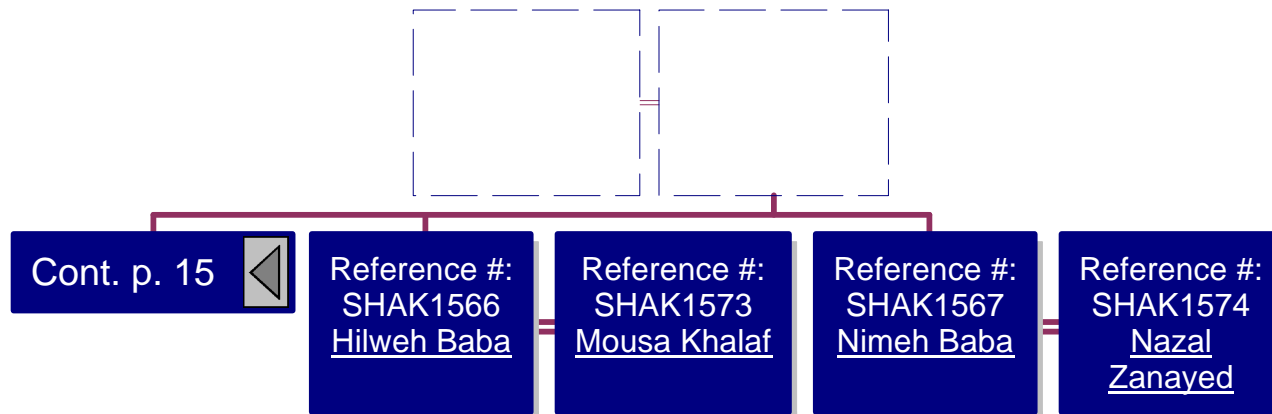 Cont. p. 15
Reference #:
SHAK1566
Hilweh Baba
Reference #:
SHAK1573
Mousa Khalaf
Reference #:
SHAK1567
Nimeh Baba
Reference #:
SHAK1574
Nazal
Zanayed